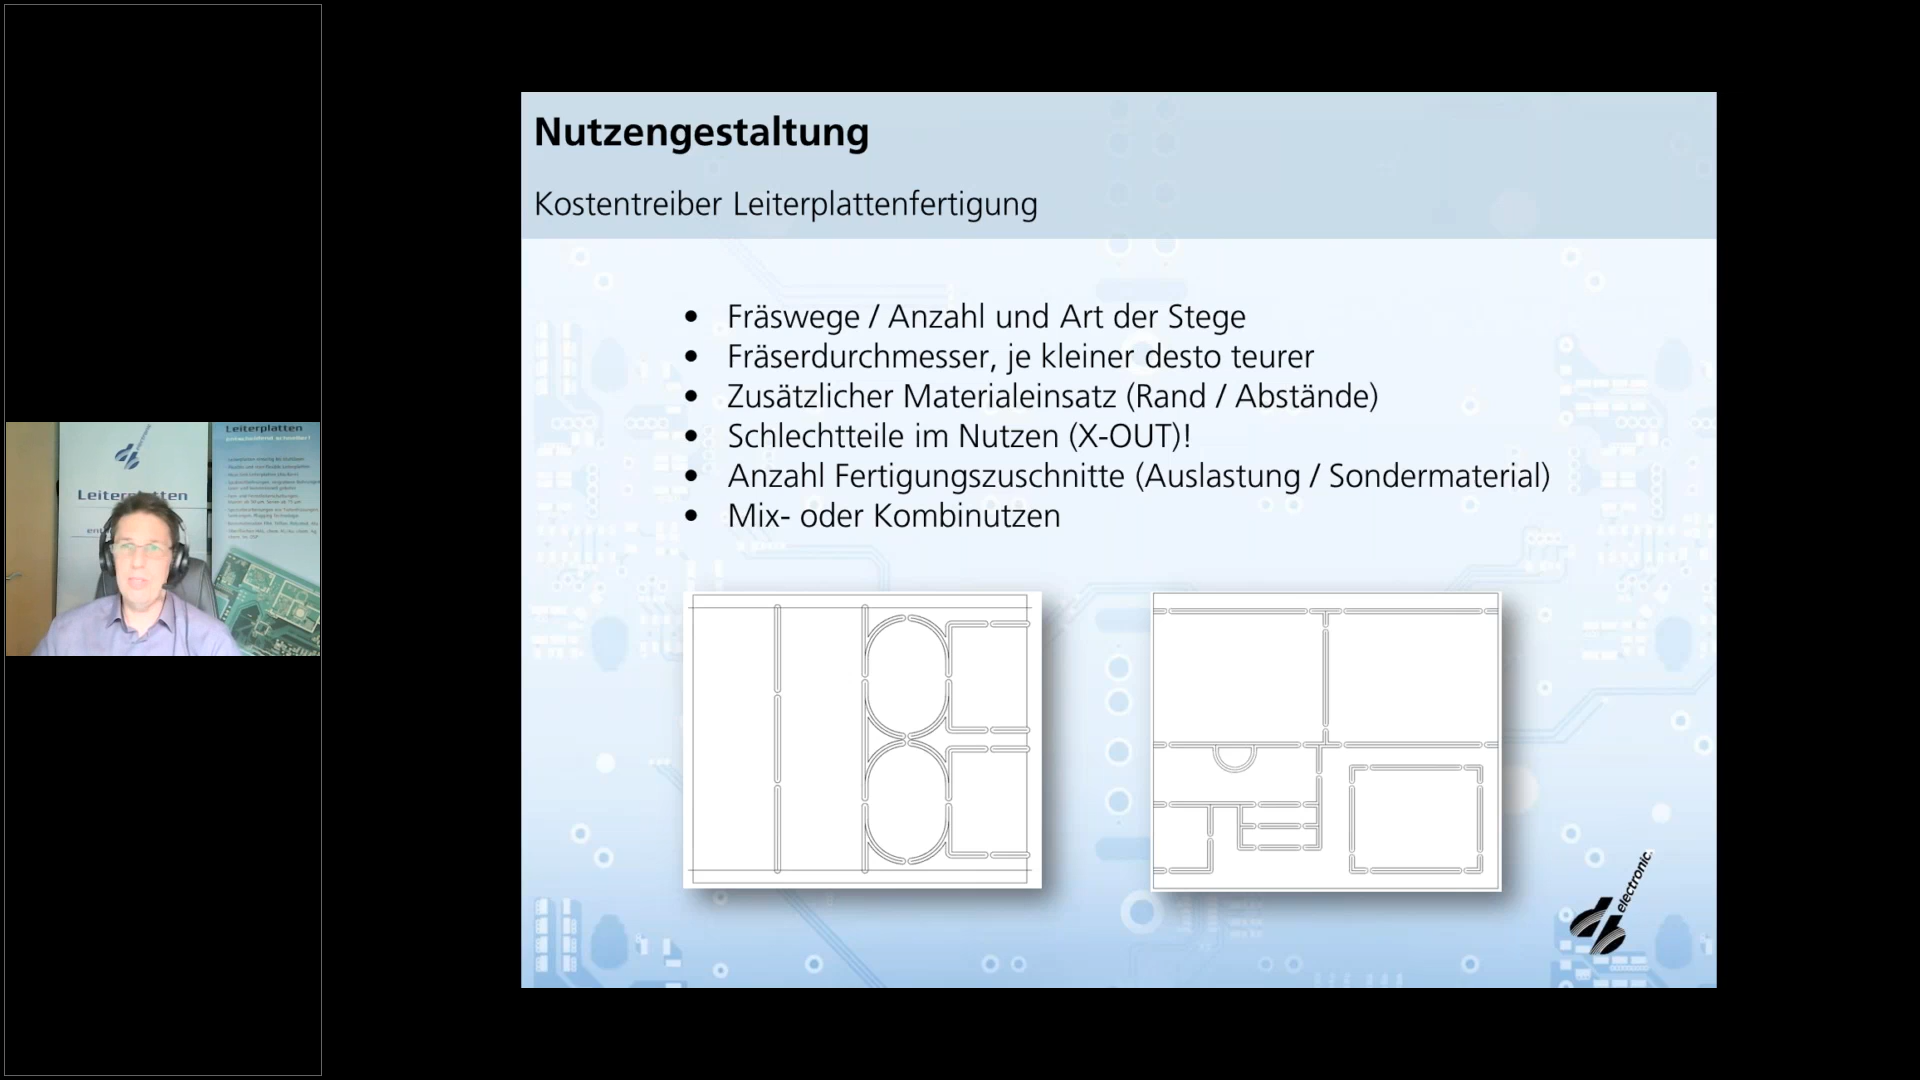 Nutzengestaltung
Kostentreiber Leiterplattenfertigung
• Fräswege / Anzahl und Art der Stege
• Fräserdurchmesser, je kleiner desto teurer
• Zusätzlicher Materialeinsatz (Rand / Abstände)
• Schlechtteile im Nutzen (X-OUT)!
• Anzahl Fertigungszuschnitte (Auslastung / Sondermaterial)
• Mix- oder Kombinutzen
electronic
Leiterplatten
Leiterplatten